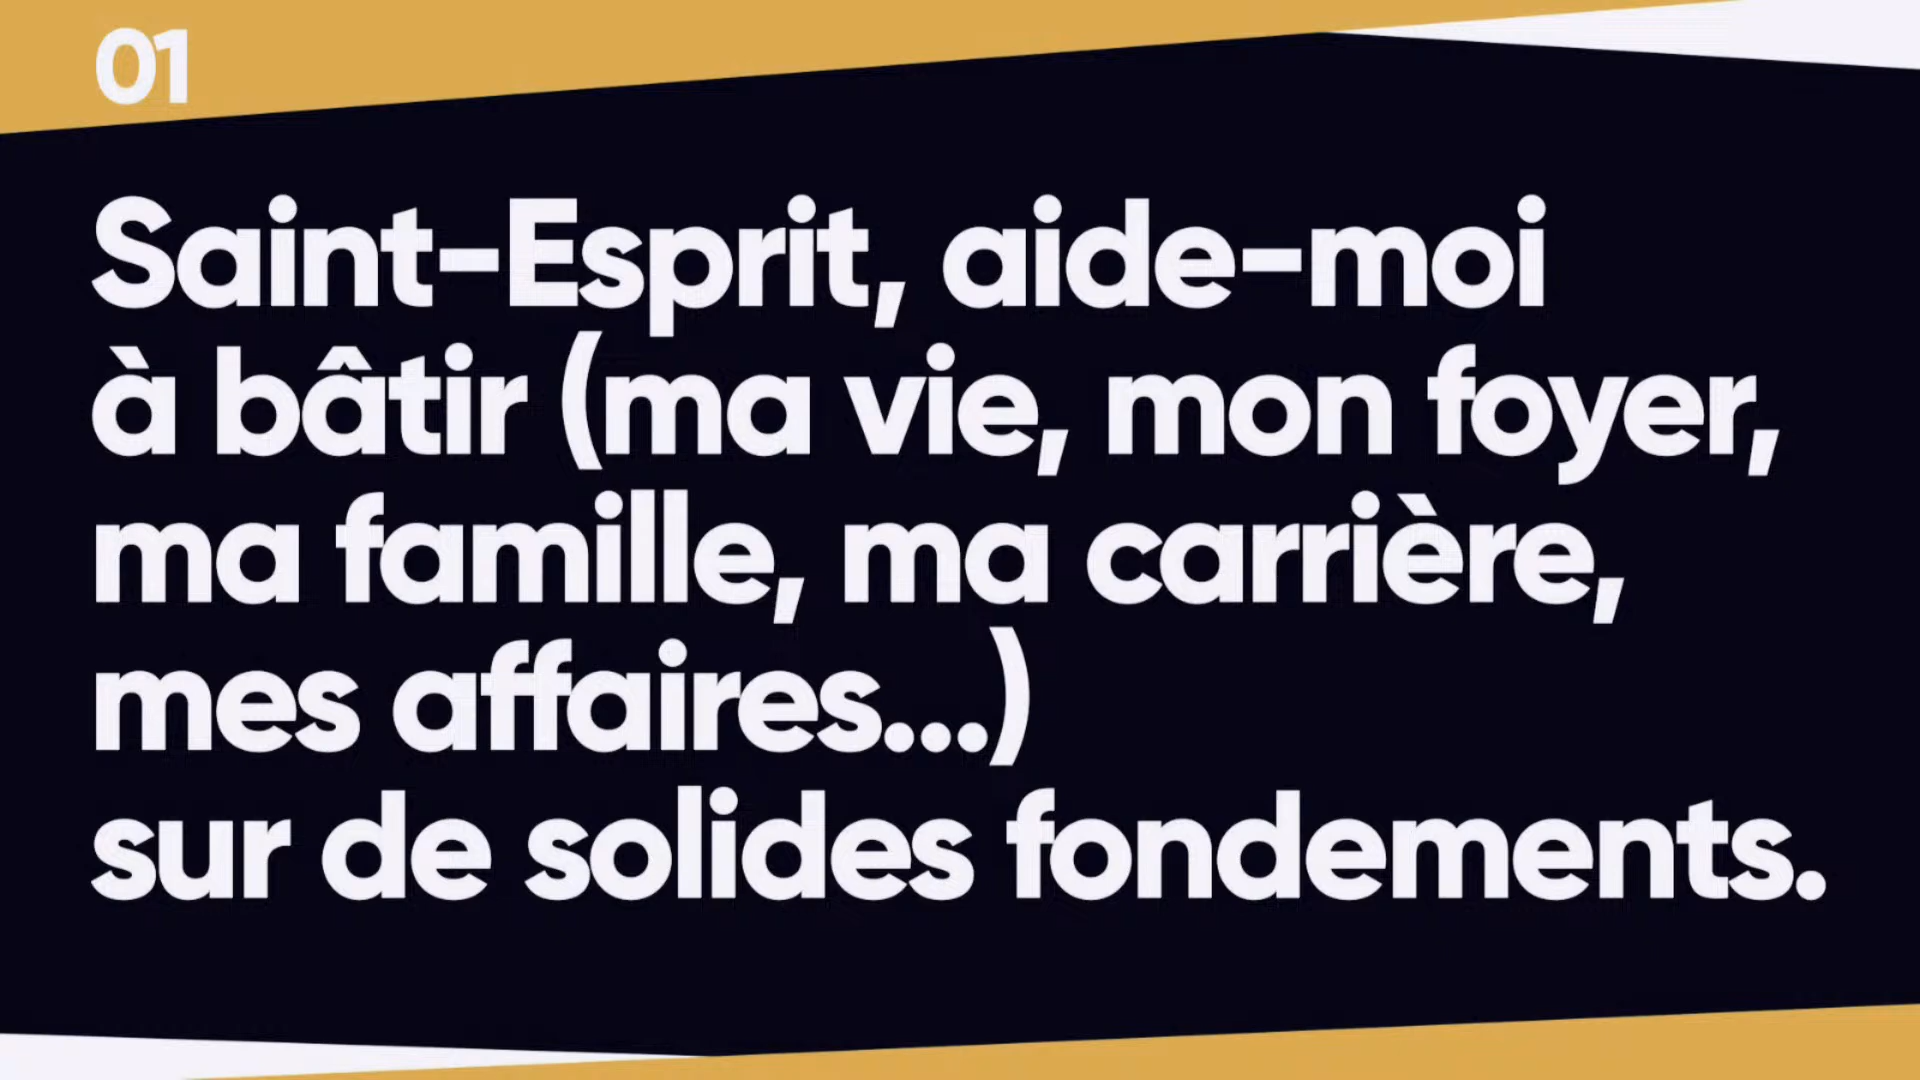 01
Saint-Esprit, aide-moi
à bâtir (ma vie, mon foyer,
ma famille, ma carrière,
mes affaires...)
sur de solides fondements.